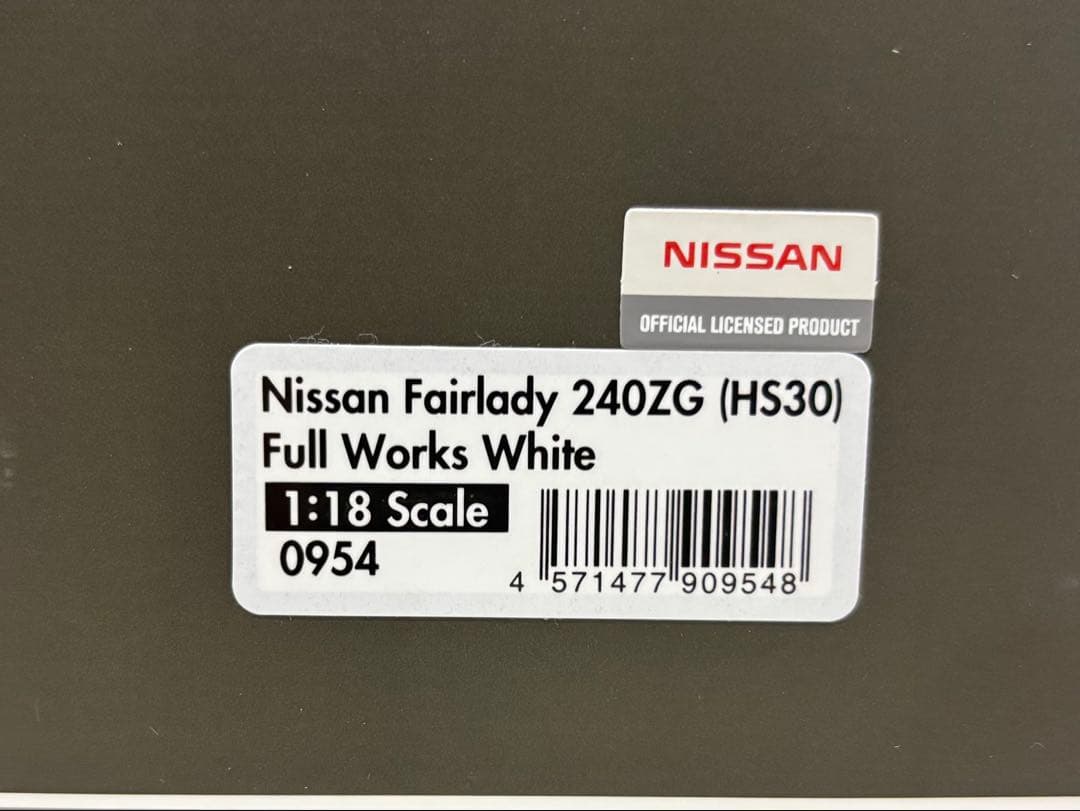 NISSAN
OFFICIAL LICENSED PRODUCT
Nissan Fairlady 240ZG (HS30)
Full Works White
1:18 Scale
0954
4 571477 909548